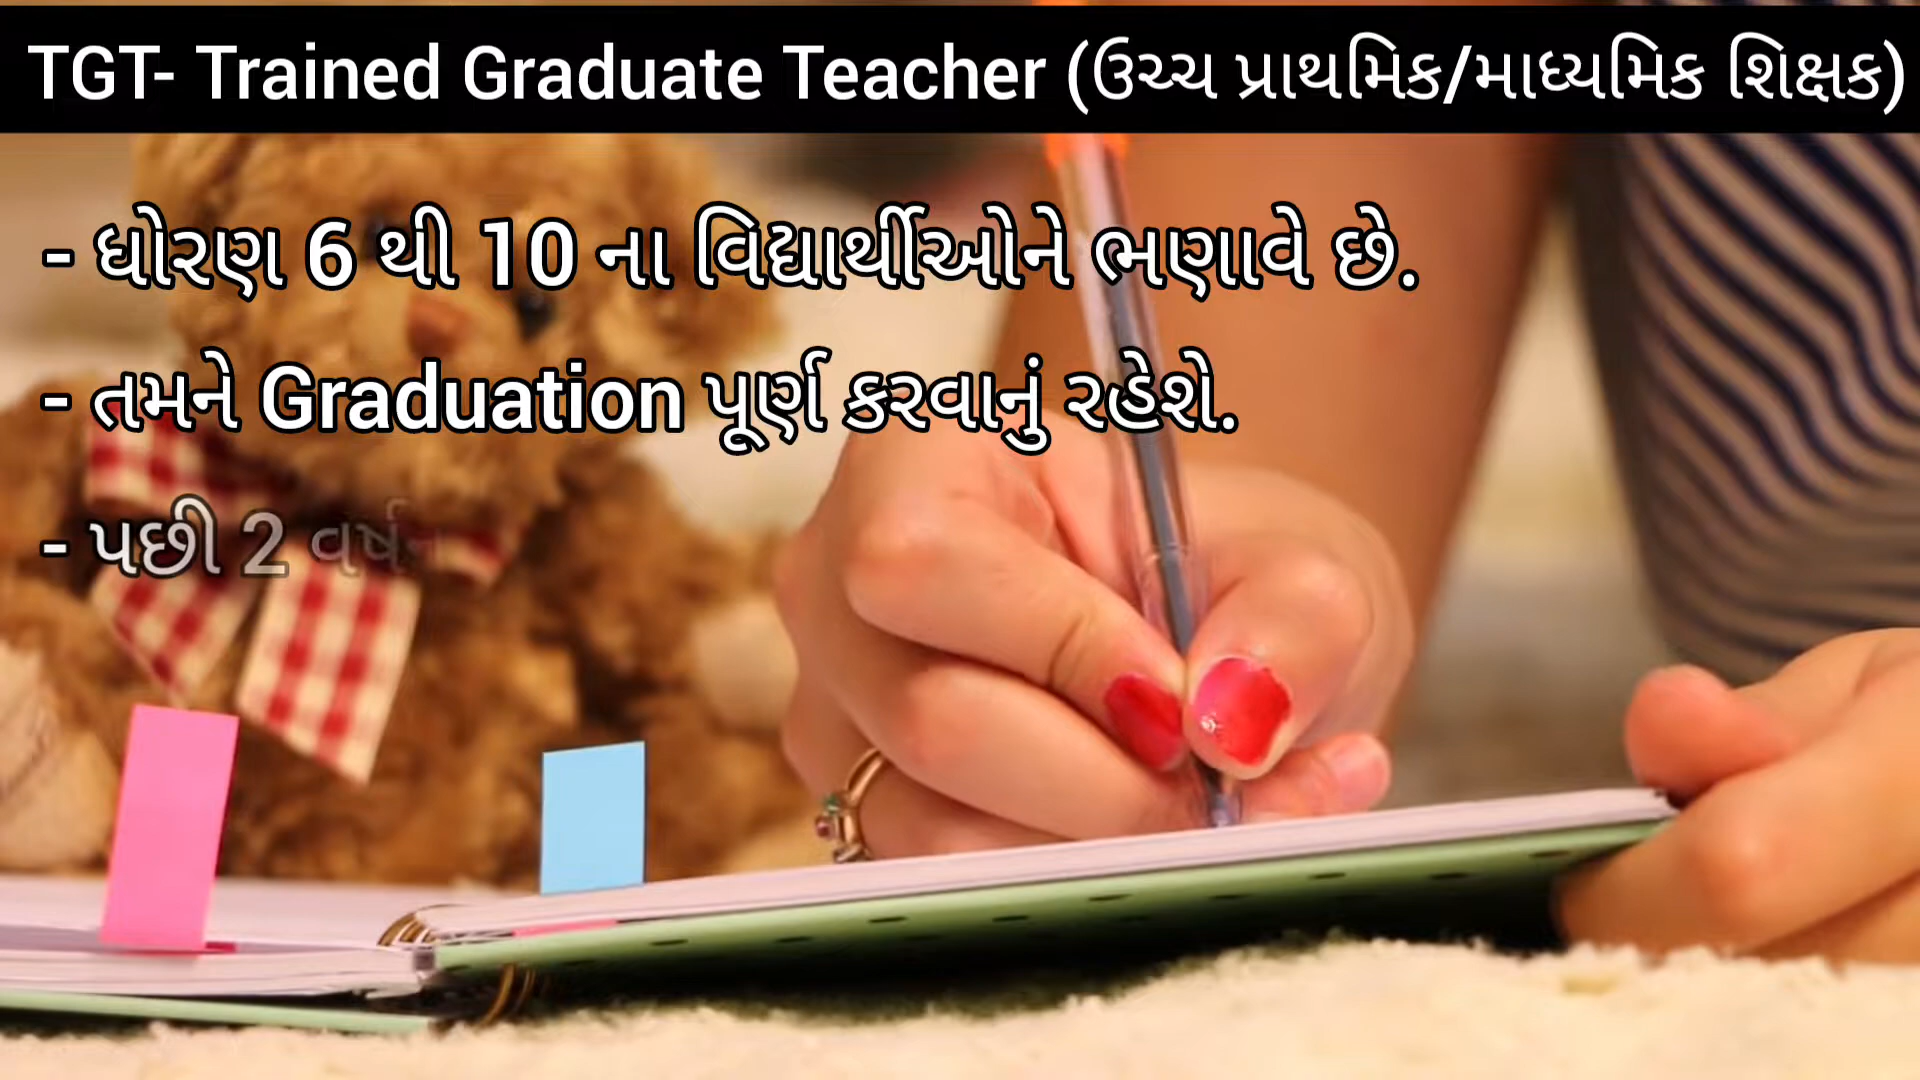 TGT- Trained Graduate Teacher (ઉચ્ચ પ્રાથમિક/માધ્યમિક શિક્ષક)
- ધોરણ 6 થી 10 ના વિદ્યાર્થીઓને ભણાવે છે.
- તમને Graduation પૂર્ણ કરવાનું રહેશે.
- પછી 2